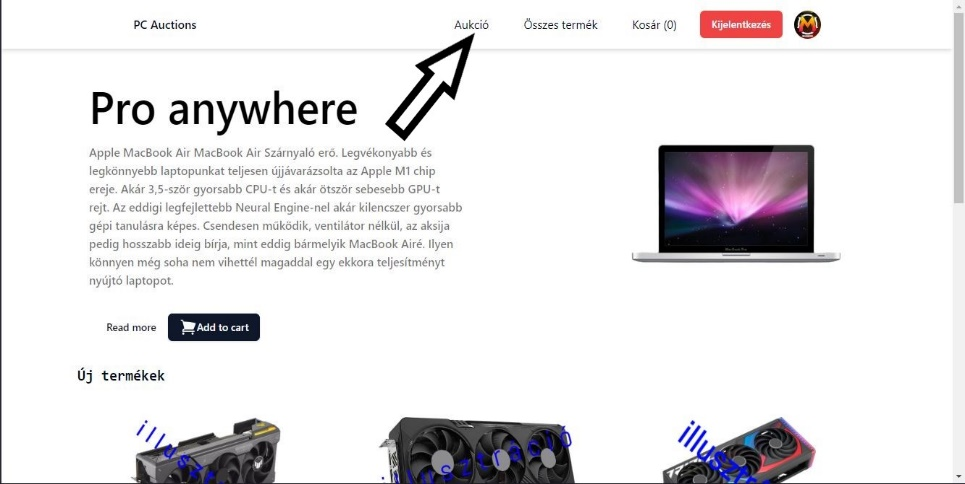 PC Auctions
Aukció
Összes termék
Kosár (0)
Kijelentkezés
Pro anywhere
Apple MacBook Air MacBook Air Szárnyaló erő. Legvékonyabb és
legkönnyebb laptopunkat teljesen újjávarázsolta az Apple M1 chip
ereje. Akár 3,5-ször gyorsabb CPU-t és akár ötször sebesebb GPU-t
rejt. Az eddigi legfejlettebb Neural Engine-nel akár kilencszer gyorsabb
gépi tanulásra képes. Csendesen működik, ventilátor nélkül, az aksija
pedig hosszabb ideig bírja, mint eddig bármelyik MacBook Airé. Ilyen
könnyen még soha nem vihettél magaddal egy ekkora teljesítményt
nyújtó laptopot.
Read more
Add to cart
Új termékek
illusztr
illusztráció
illusztr